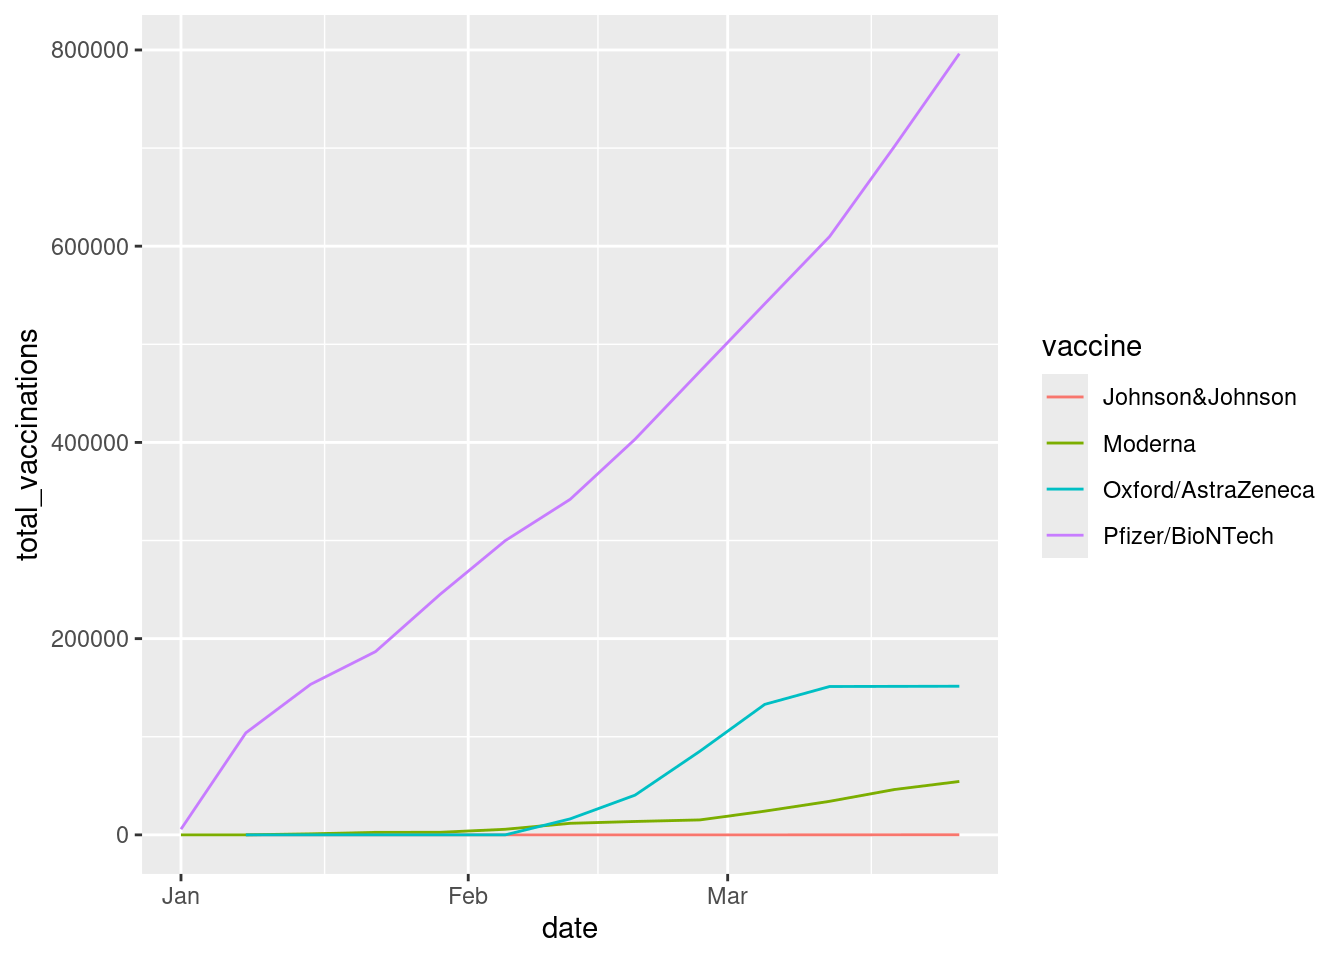 800000
600000
400000
200000
0
total_vaccinations
Jan
Feb
Mar
date
vaccine
Johnson&Johnson
Moderna
Oxford/AstraZeneca
Pfizer/BioNTech